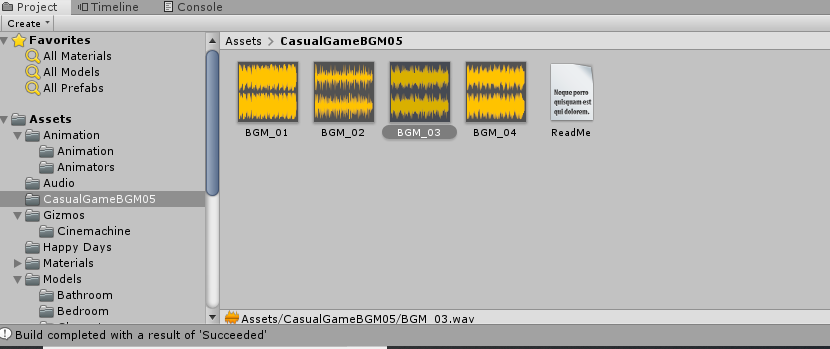 Project Timeline Console
Create
Favorites
All Materials
All Models
All Prefabs
Assets
Animation
Animation
Animators
Audio
CasualGameBGM05
Gizmos
Cinemachine
Happy Days
Materials
Models
Bathroom
Bedroom
Assets > CasualGameBGM05
Neque porro
quisquam est
qui dolorem.
BGM_01 BGM_02 BGM_03 BGM_04 ReadMe
Assets/CasualGameBGM05/BGM_03.wav
Build completed with a result of 'Succeeded'